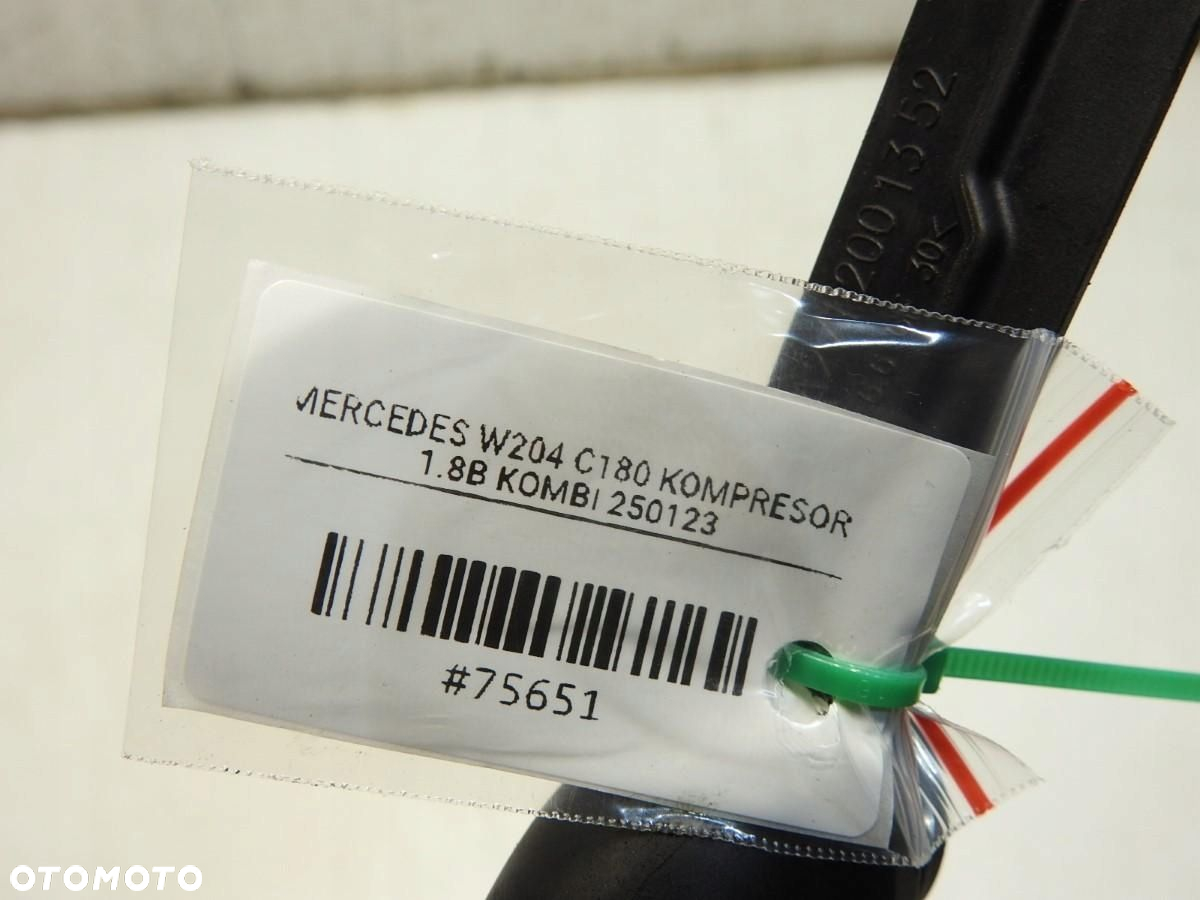 2001352
30<
MERCEDES W204 C180 KOMPRESOR
1.8B KOMBI 250123
#75651
OTOMOTO